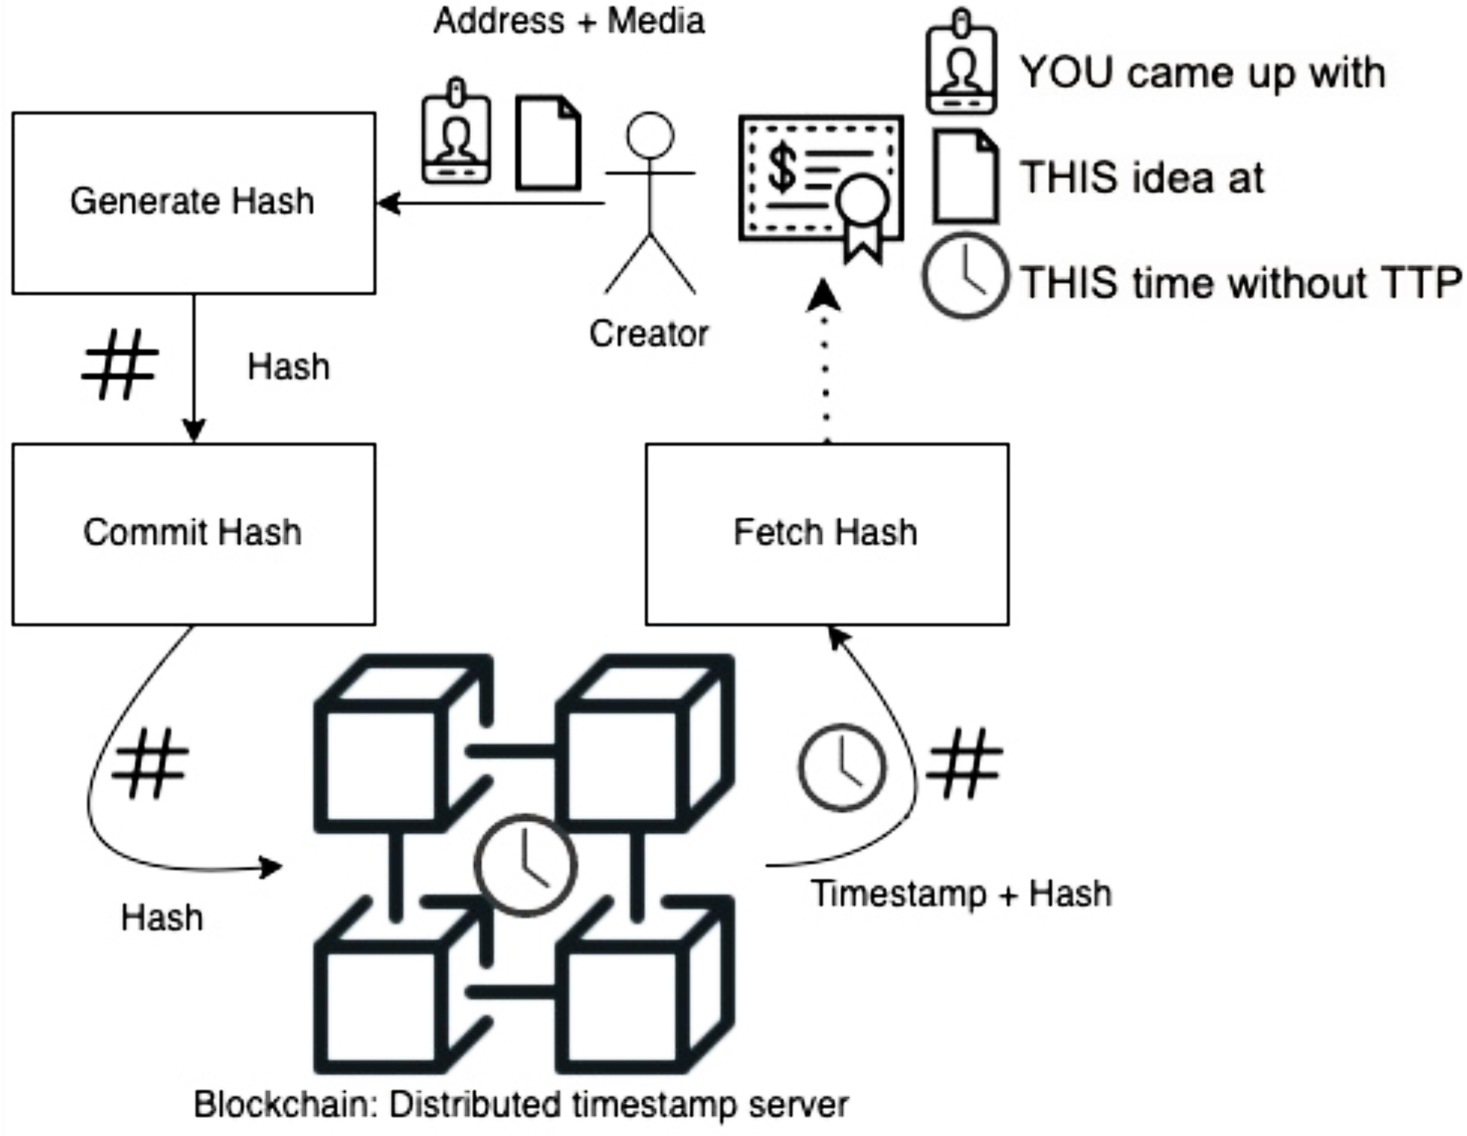 Address + Media
YOU came up with
THIS idea at
THIS time without TTP
Generate Hash
Creator
# Hash
Commit Hash
Fetch Hash
#
Hash
#
Timestamp + Hash
Blockchain: Distributed timestamp server